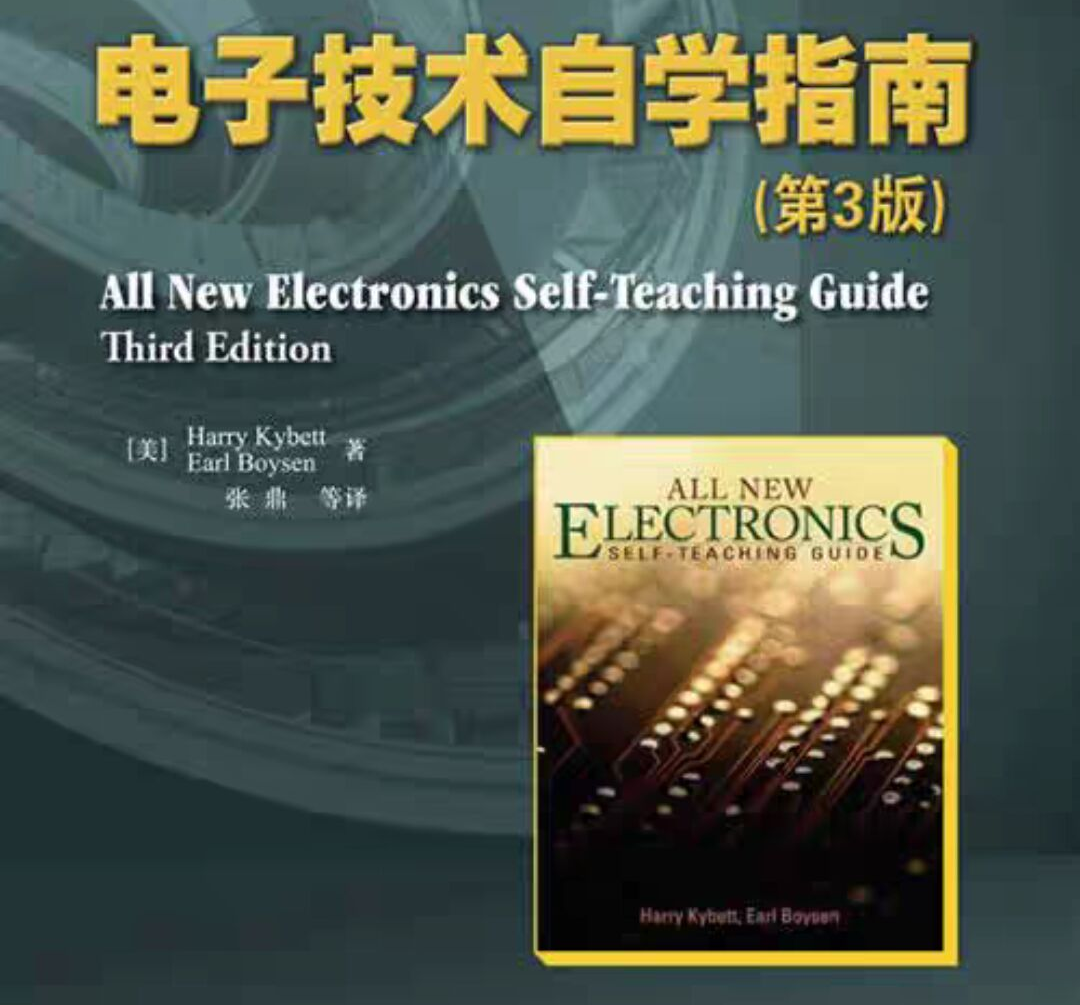 电子技术自学指南
(第3版)
All New Electronics Self-Teaching Guide
Third Edition
[美] Harry Kybett
Earl Boysen 著
张 鼎 等译
ALL NEW
ELECTRONICS
SELF-TEACHING GUIDE
Harry Kybett, Earl Boysen